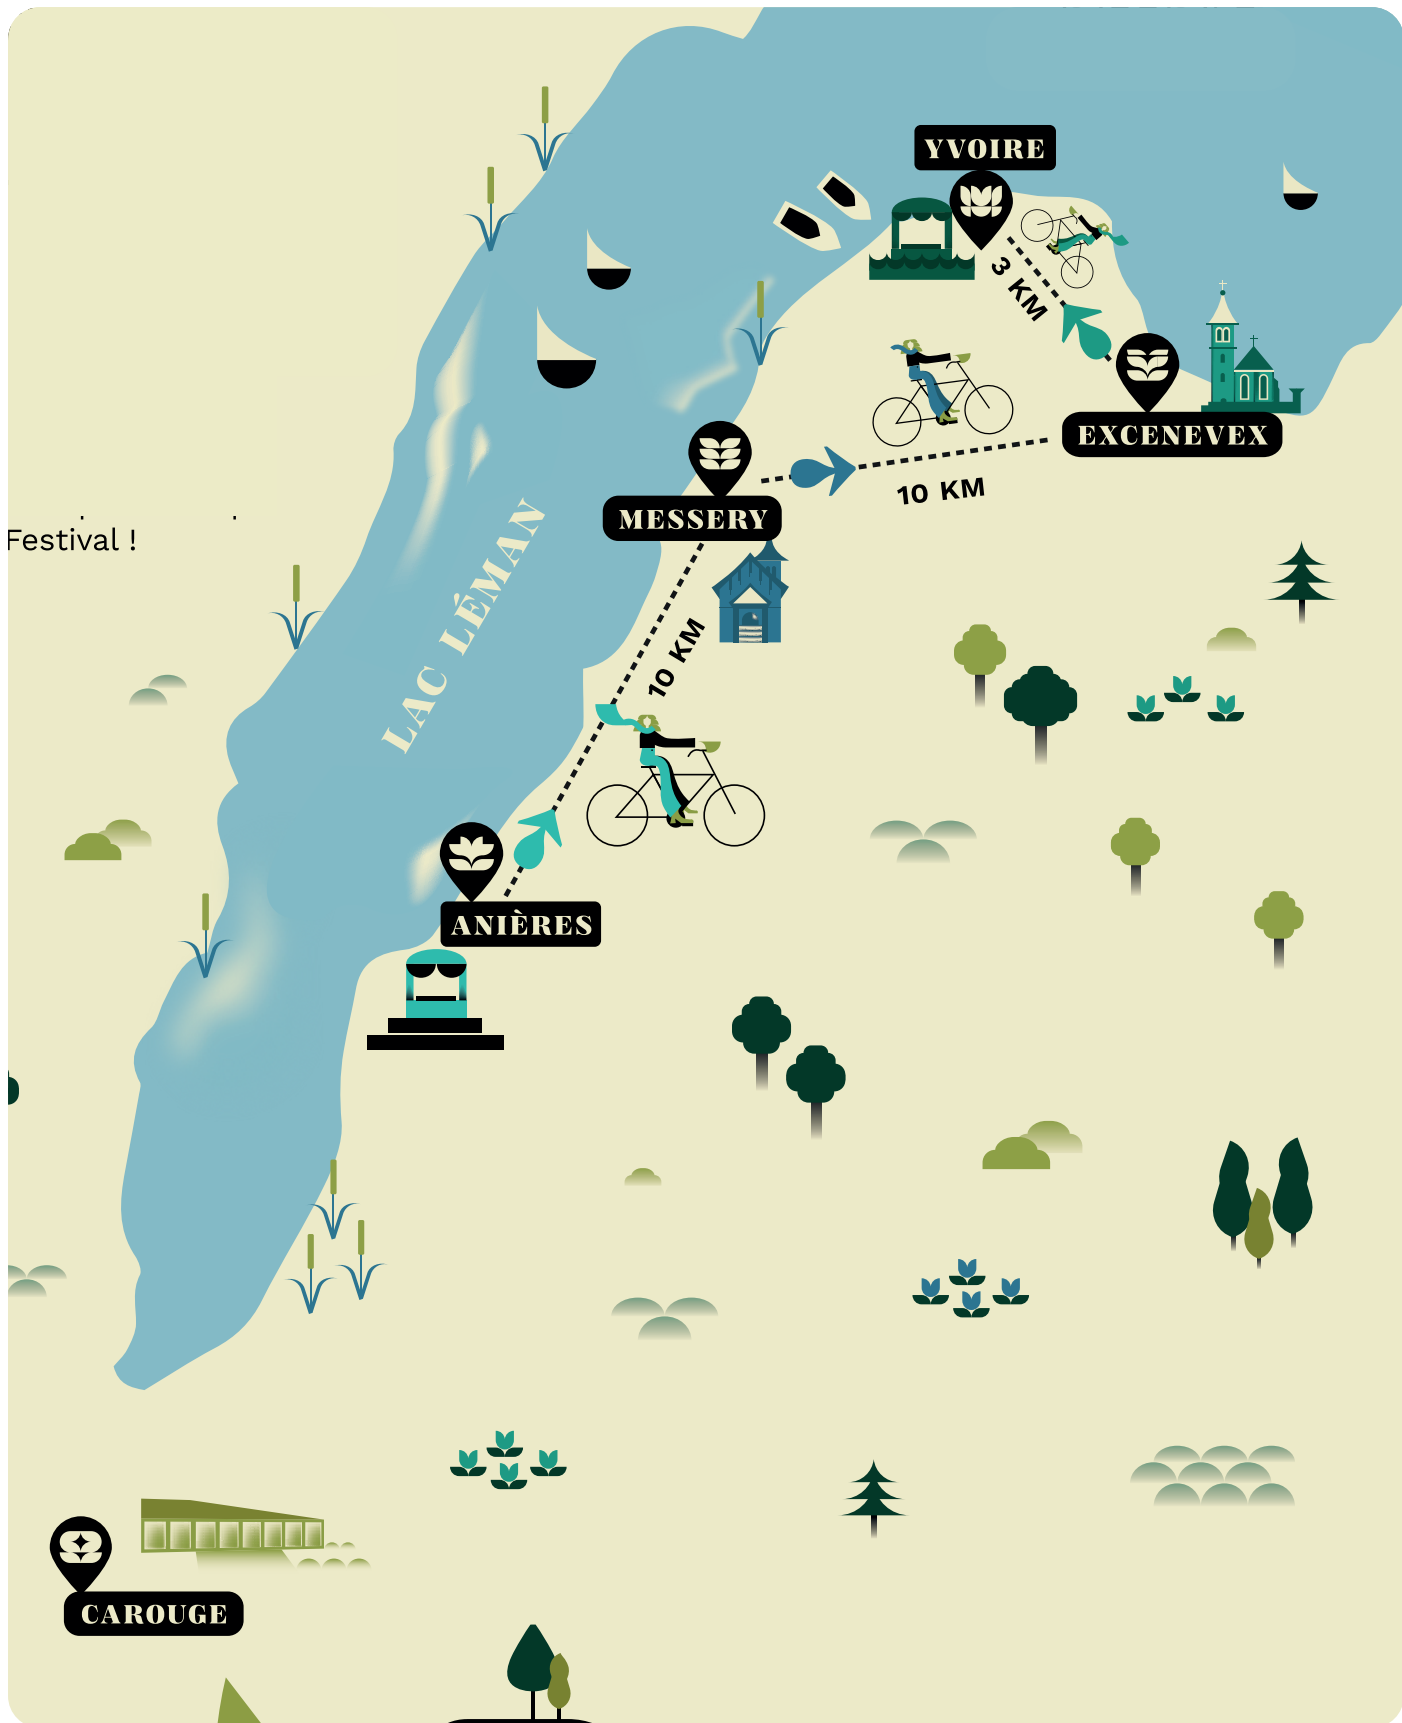 YVOIRE
3 KM
EXCENEVEX
10 KM
MESSERY
Festival !
LAC LÉMAN
10 KM
ANIÈRES
CAROUGE